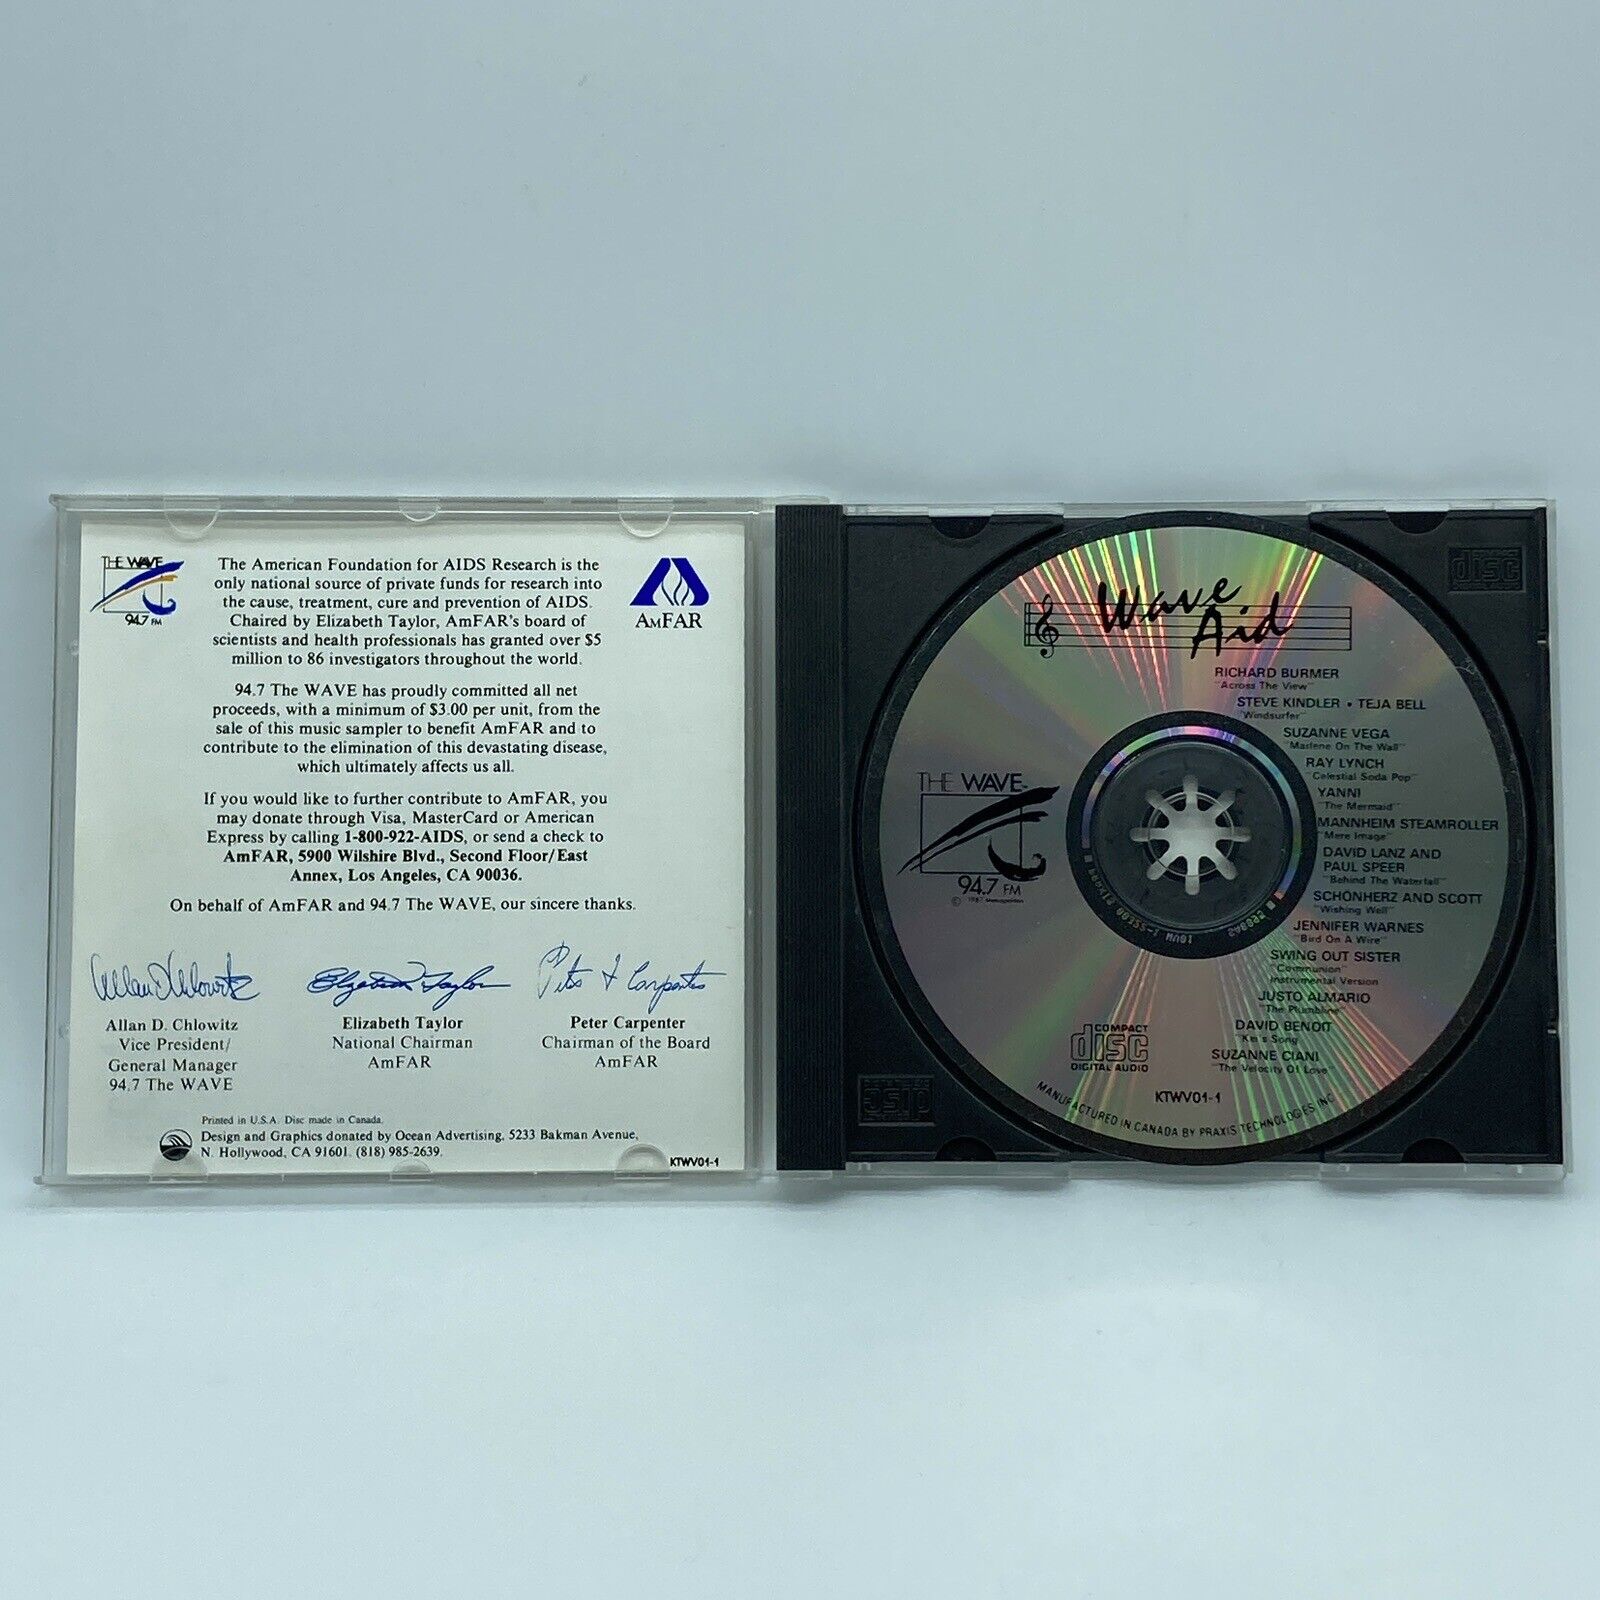 THE WAVE
94.7 FM
The American Foundation for AIDS Research is the
only national source of private funds for research into
the cause, treatment, cure and prevention of AIDS.
Chaired by Elizabeth Taylor, AmFAR's board of
scientists and health professionals has granted over $5
million to 86 investigators throughout the world.
AMFAR
94.7 The WAVE has proudly committed all net
proceeds, with a minimum of $3.00 per unit, from the
sale of this music sampler to benefit AmFAR and to
contribute to the elimination of this devastating disease,
which ultimately affects us all.
If you would like to further contribute to AmFAR, you
may donate through Visa, MasterCard or American
Express by calling 1-800-922-AIDS, or send a check to
AmFAR, 5900 Wilshire Blvd., Second Floor/East
Annex, Los Angeles, CA 90036.
On behalf of AmFAR and 94.7 The WAVE, our sincere thanks.
Allan D. Chlowitz
Elizabeth Taylor
Peter Carpenter
Allan D. Chlowitz
Vice President/
General Manager
94.7 The WAVE
Elizabeth Taylor
National Chairman
AmFAR
Peter Carpenter
Chairman of the Board
AmFAR
Printed in U.S.A. Disc made in Canada.
Design and Graphics donated by Ocean Advertising, 5233 Bakman Avenue,
N. Hollywood, CA 91601. (818) 985-2639.
KTWV01-1
Wave
Aid
RICHARD BURMER
"Across The View"
STEVE KINDLER • TEJA BELL
"Windsurfer"
SUZANNE VEGA
"Marlene On The Wall"
RAY LYNCH
"Celestial Soda Pop"
YANNI
"The Mermaid"
MANNHEIM STEAMROLLER
"Mere Image"
DAVID LANZ AND
PAUL SPEER
"Behind The Waterfall"
SCHÖNHERZ AND SCOTT
"Wishing Well"
JENNIFER WARNES
"Bird On A Wire"
SWING OUT SISTER
"Communion"
Instrumental Version
JUSTO ALMARIO
"The Plumbline"
DAVID BENOIT
"Kei's Song"
SUZANNE CIANI
"The Velocity Of Love"
THE WAVE
94.7 FM
© 1987 Metropolitan
COMPACT
disc
DIGITAL AUDIO
KTWV01-1
MANUFACTURED IN CANADA BY PRAXIS TECHNOLOGIES INC
disc
disc